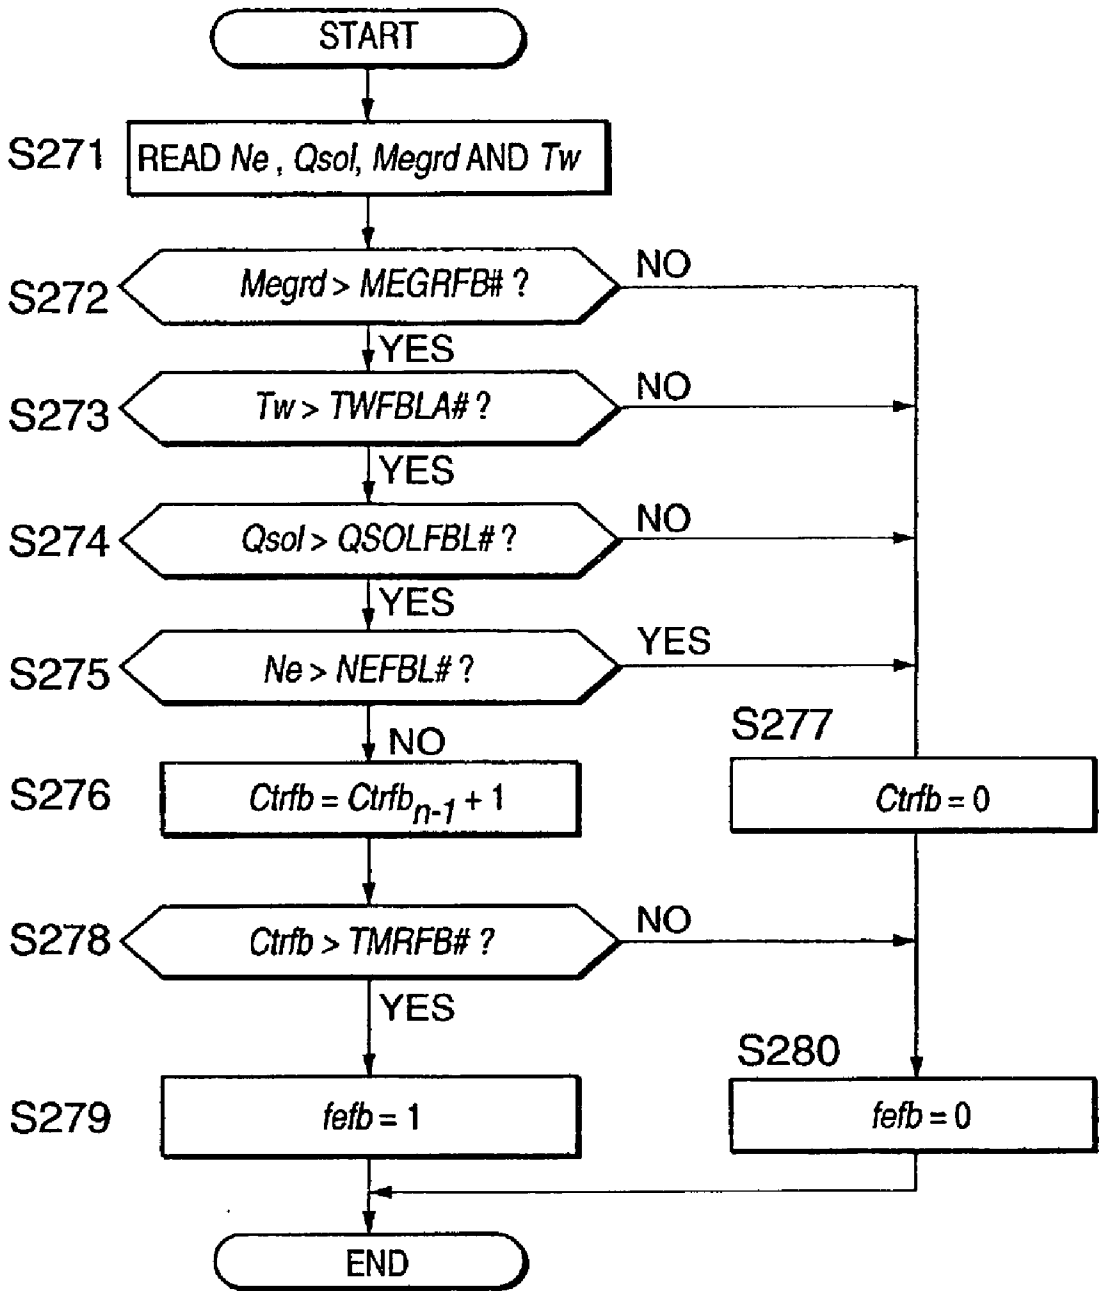 START
S271
READ Ne, Qsol, Megrd AND Tw
S272
Megrd > MEGRFB# ?
NO
YES
S273
Tw > TWFBLA# ?
NO
YES
S274
Qsol > QSOLFBL# ?
NO
YES
S275
Ne > NEFBL# ?
YES
NO
S276
Ctrfb = Ctrfbn-1 + 1
S277
Ctrfb = 0
S278
Ctrfb > TMRFB# ?
NO
YES
S279
fefb = 1
S280
fefb = 0
END